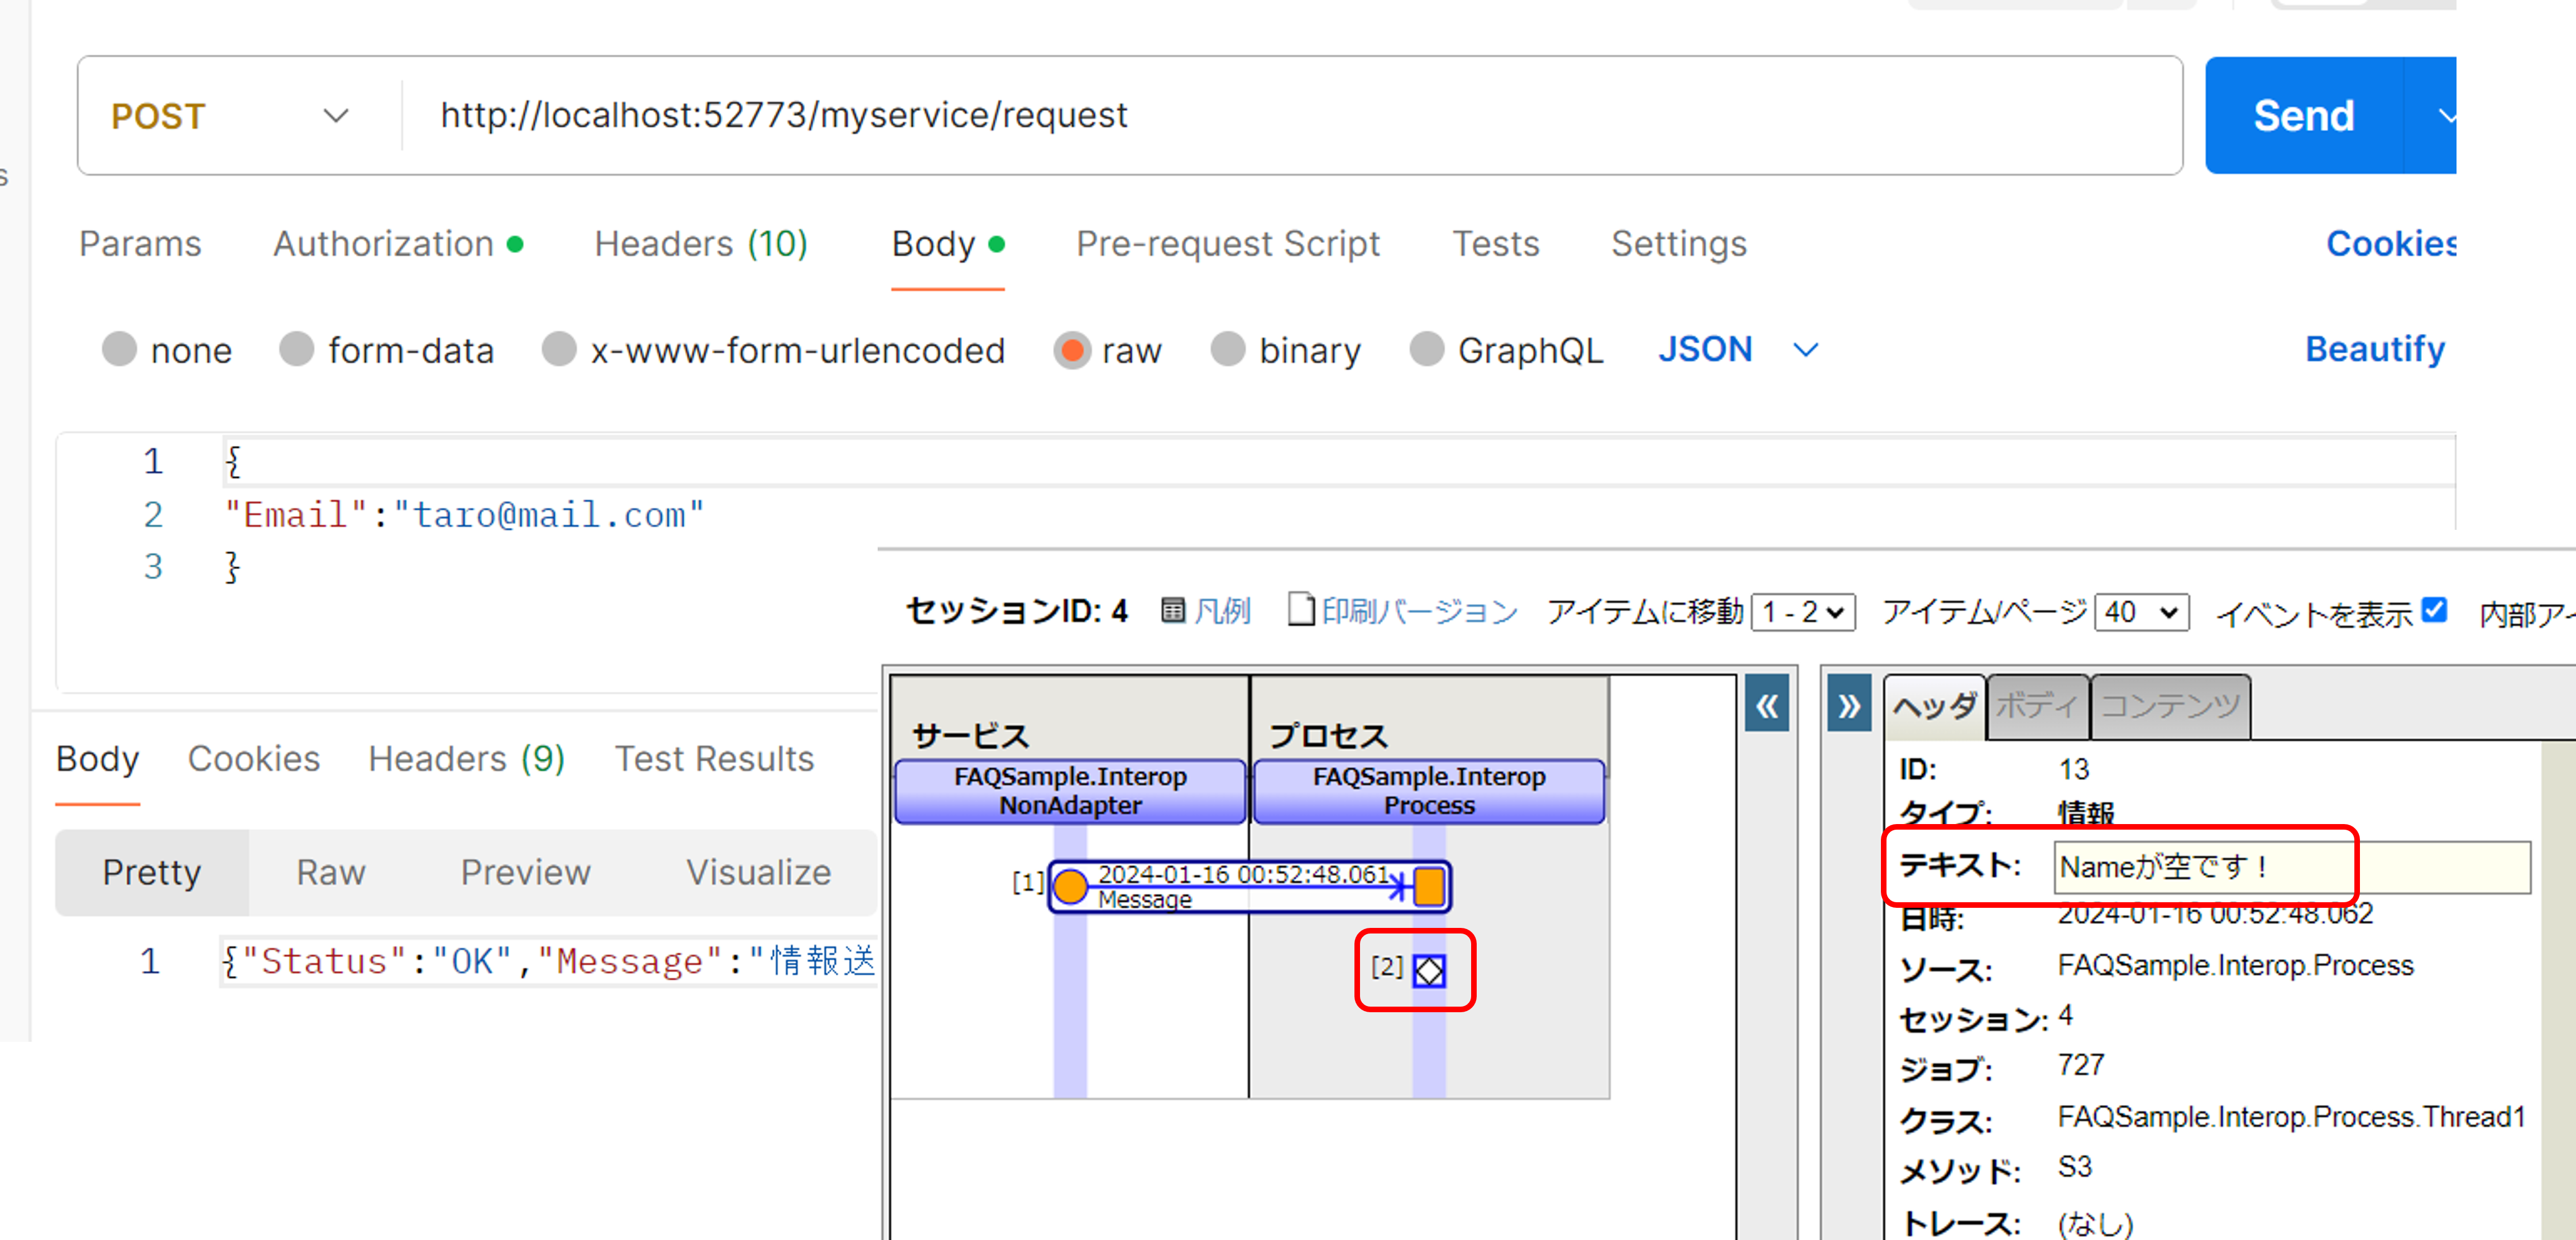 POST http://localhost:52773/myservice/request Send
Params Authorization Headers (10) Body Pre-request Script Tests Settings Cookies
none form-data x-www-form-urlencoded raw binary GraphQL JSON Beautify
1 {
2 "Email":"taro@mail.com"
3 }
Body Cookies Headers (9) Test Results
Pretty Raw Preview Visualize
1 {"Status":"OK","Message":"情報送
セッションID: 4 凡例 印刷バージョン アイテムに移動 1 - 2 アイテム/ページ 40 イベントを表示 内部アイ
サービス プロセス
FAQSample.Interop
NonAdapter
FAQSample.Interop
Process
[1] 2024-01-16 00:52:48.061
Message
[2]
« »
ヘッダ ボディ コンテンツ
ID: 13
タイプ: 情報
テキスト: Nameが空です！
日時: 2024-01-16 00:52:48.062
ソース: FAQSample.Interop.Process
セッション: 4
ジョブ: 727
クラス: FAQSample.Interop.Process.Thread1
メソッド: S3
トレース: (なし)